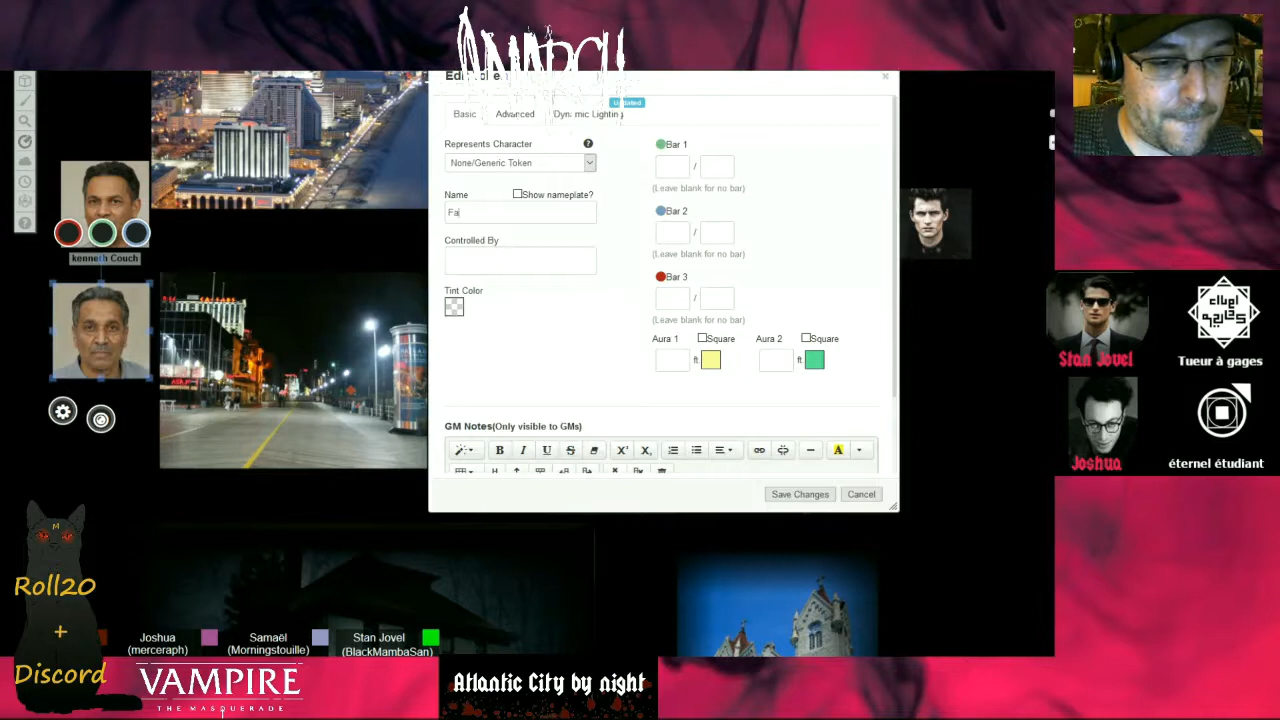 Anarch
Updated
Basic
Advanced
Dynamic Lighting
Represents Character
None/Generic Token
Name
Show nameplate?
Fa
Controlled By
Tint Color
Bar 1
/
(Leave blank for no bar)
Bar 2
/
(Leave blank for no bar)
Bar 3
/
(Leave blank for no bar)
Aura 1
Square
Aura 2
Square
ft
ft
GM Notes(Only visible to GMs)
Save Changes
Cancel
kenneth Couch
Stan Jovel
Tueur à gages
Joshua
éternel étudiant
M
Roll20
+
Discord
Joshua
(merceraph)
Samaël
(Morningstouille)
Stan Jovel
(BlackMambaSan)
VAMPIRE
THE MASQUERADE
Atlantic City by night